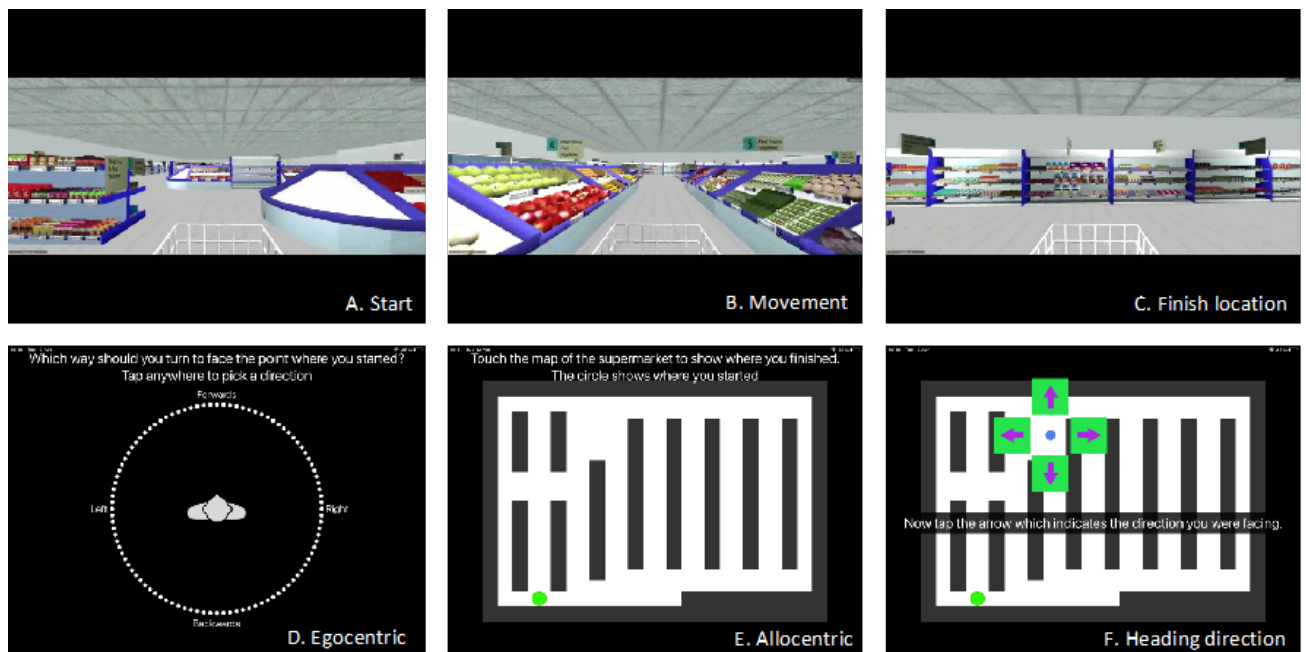 A. Start
4
5
B. Movement
C. Finish location
Which way should you turn to face the point where you started?
Tap anywhere to pick a direction
Forwards
Left
Right
Backwards
D. Egocentric
Touch the map of the supermarket to show where you finished.
The circle shows where you started
E. Allocentric
Now tap the arrow which indicates the direction you were facing.
F. Heading direction